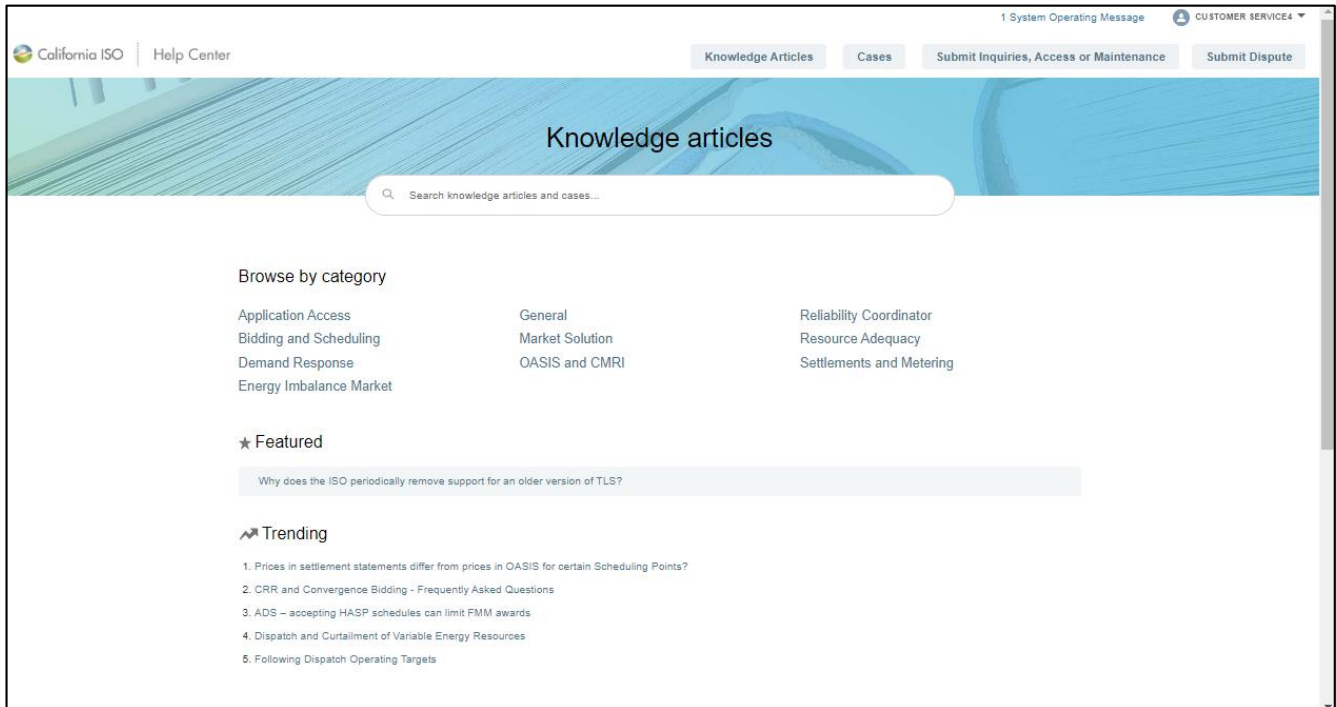 1 System Operating Message
CUSTOMER SERVICE4
California ISO
Help Center
Knowledge Articles
Cases
Submit Inquiries, Access or Maintenance
Submit Dispute
Knowledge articles
Search knowledge articles and cases...
Browse by category
Application Access
Bidding and Scheduling
Demand Response
Energy Imbalance Market
General
Market Solution
OASIS and CMRI
Reliability Coordinator
Resource Adequacy
Settlements and Metering
Featured
Why does the ISO periodically remove support for an older version of TLS?
Trending
1. Prices in settlement statements differ from prices in OASIS for certain Scheduling Points?
2. CRR and Convergence Bidding - Frequently Asked Questions
3. ADS – accepting HASP schedules can limit FMM awards
4. Dispatch and Curtailment of Variable Energy Resources
5. Following Dispatch Operating Targets